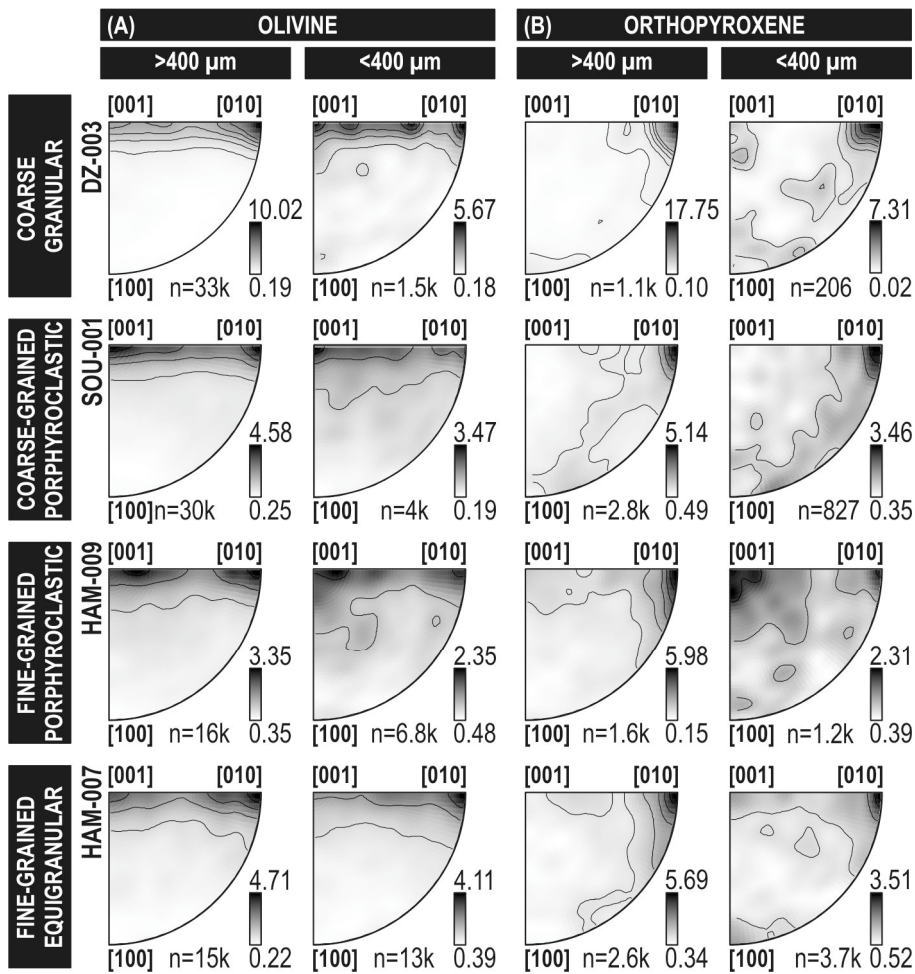 (A) OLIVINE
(B) ORTHOPYROXENE
>400 µm
<400 µm
>400 µm
<400 µm
COARSE
GRANULAR
DZ-003
[001] [010]
10.02
[100] n=33k 0.19
[001] [010]
5.67
[100] n=1.5k 0.18
[001] [010]
17.75
[100] n=1.1k 0.10
[001] [010]
7.31
[100] n=206 0.02
COARSE-GRAINED
PORPHYROCLASTIC
SOU-001
[001] [010]
4.58
[100]n=30k 0.25
[001] [010]
3.47
[100] n=4k 0.19
[001] [010]
5.14
[100] n=2.8k 0.49
[001] [010]
3.46
[100] n=827 0.35
FINE-GRAINED
PORPHYROCLASTIC
HAM-009
[001] [010]
3.35
[100] n=16k 0.35
[001] [010]
2.35
[100] n=6.8k 0.48
[001] [010]
5.98
[100] n=1.6k 0.15
[001] [010]
2.31
[100] n=1.2k 0.39
FINE-GRAINED
EQUIGRANULAR
HAM-007
[001] [010]
4.71
[100] n=15k 0.22
[001] [010]
4.11
[100] n=13k 0.39
[001] [010]
5.69
[100] n=2.6k 0.34
[001] [010]
3.51
[100] n=3.7k 0.52